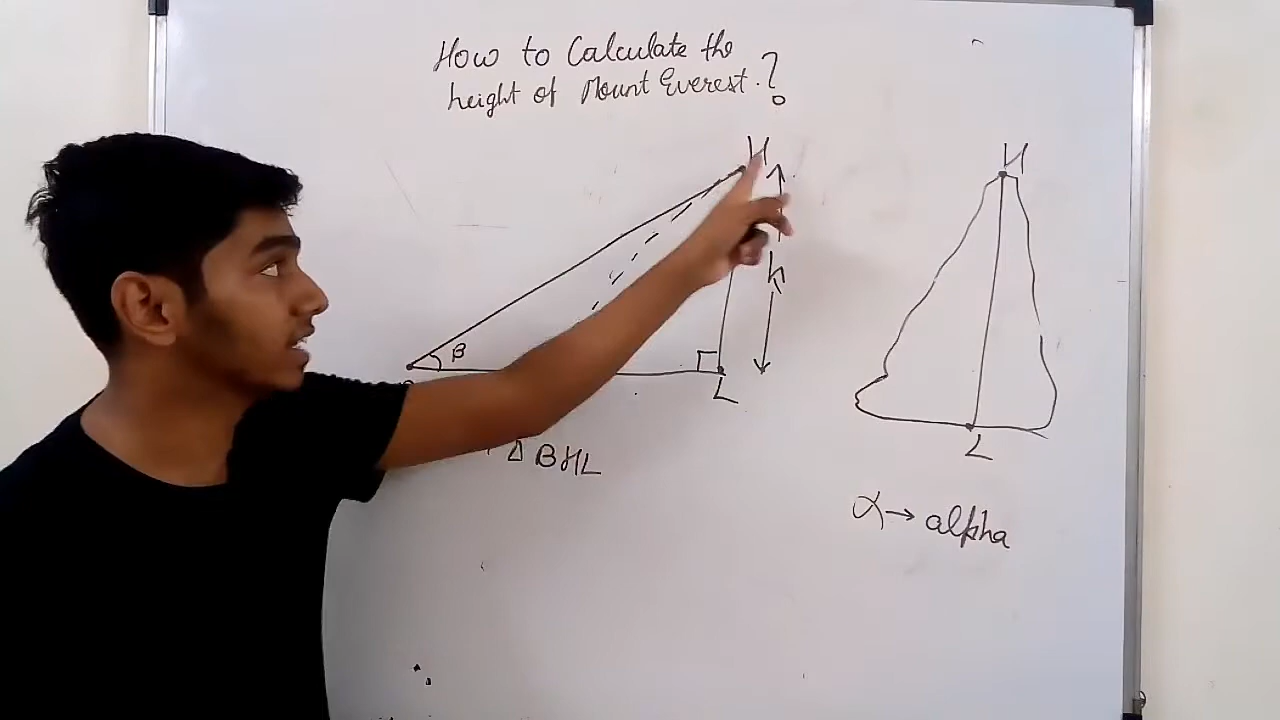 How to Calculate the
height of Mount Everest.?
H
H
h
β
L
Δ BHL
L
α → alpha